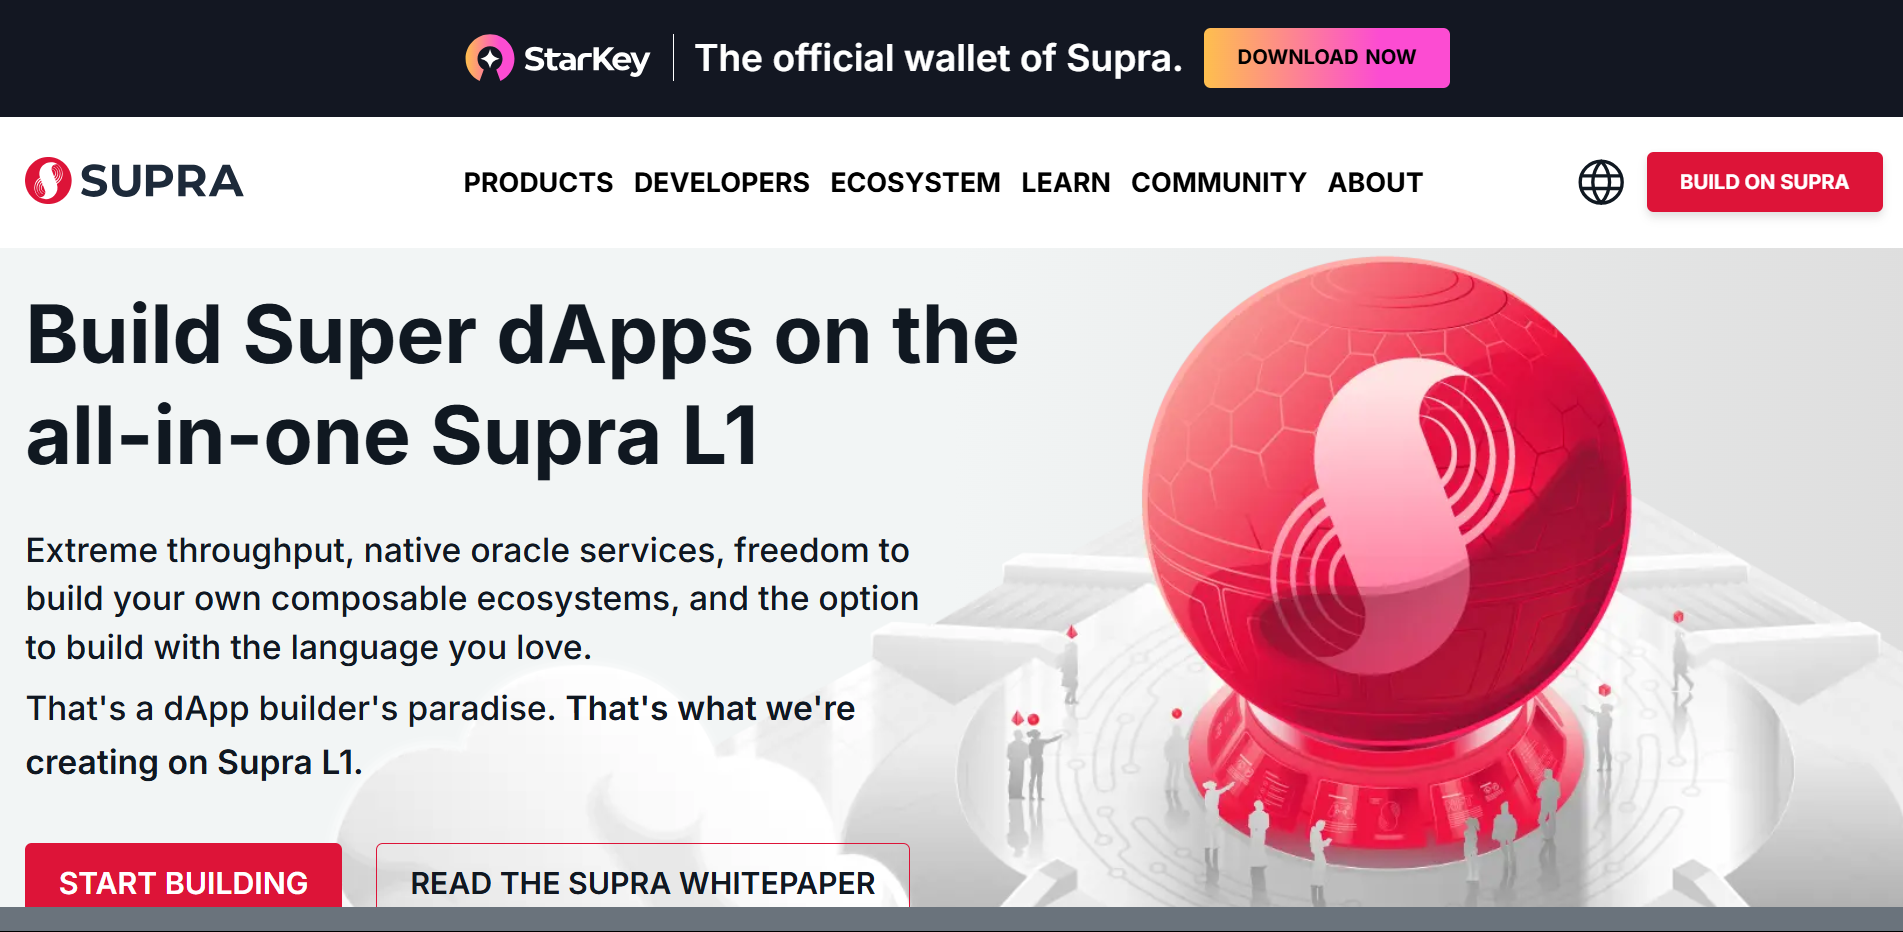 StarKey
The official wallet of Supra.
DOWNLOAD NOW
SUPRA
PRODUCTS DEVELOPERS ECOSYSTEM LEARN COMMUNITY ABOUT
BUILD ON SUPRA
Build Super dApps on the
all-in-one Supra L1
Extreme throughput, native oracle services, freedom to
build your own composable ecosystems, and the option
to build with the language you love.
That's a dApp builder's paradise. That's what we're
creating on Supra L1.
START BUILDING
READ THE SUPRA WHITEPAPER